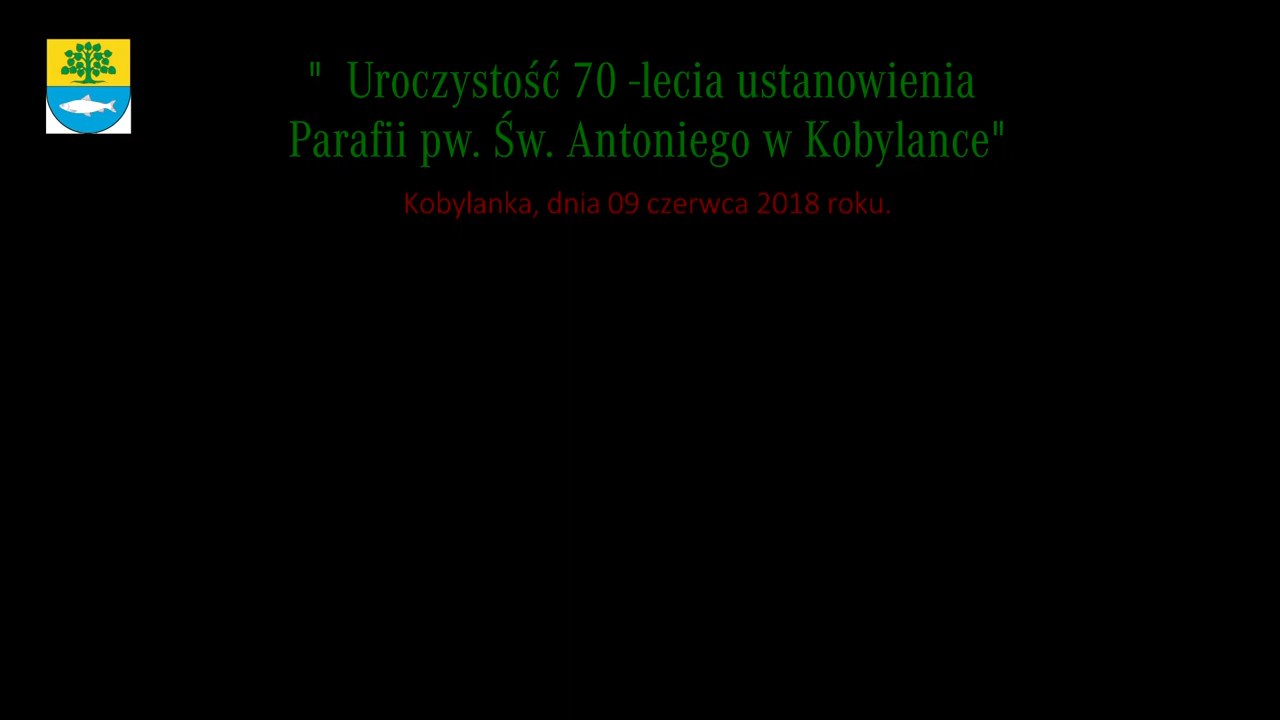 " Uroczystość 70 -lecia ustanowienia
Parafii pw. Św. Antoniego w Kobylance"
Kobylanka, dnia 09 czerwca 2018 roku.